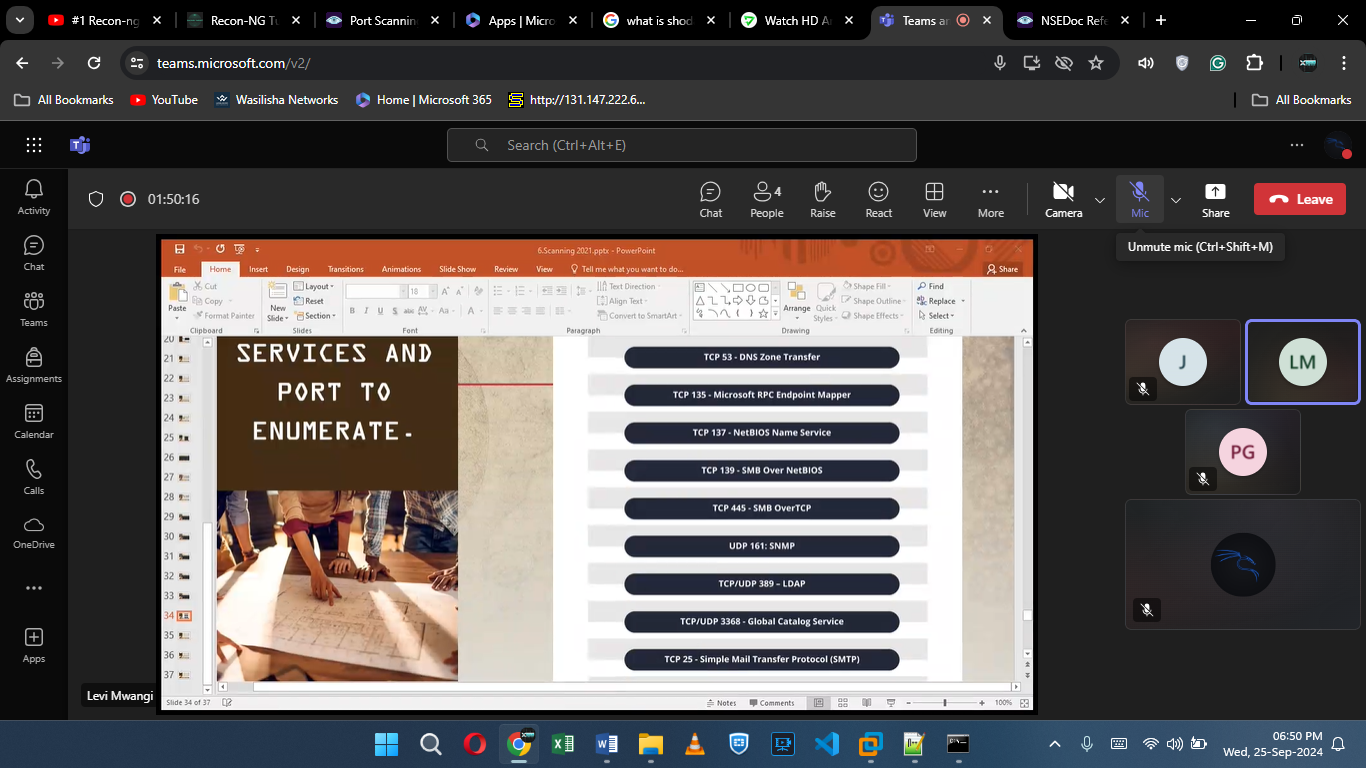 #1 Recon-ng
Recon-NG Tu
Port Scannin
Apps | Micro
what is shod
Watch HD A
Teams an
NSEDoc Refe
teams.microsoft.com/v2/
All Bookmarks
YouTube
Wasilisha Networks
Home | Microsoft 365
http://131.147.222.6...
All Bookmarks
Search (Ctrl+Alt+E)
01:50:16
Chat
People
4
Raise
React
View
More
Camera
Mic
Share
Leave
Unmute mic (Ctrl+Shift+M)
Activity
Chat
Teams
Assignments
Calendar
Calls
OneDrive
Apps
6.Scanning 2021.pptx - PowerPoint
File
Home
Insert
Design
Transitions
Animations
Slide Show
Review
View
Tell me what you want to do...
Share
Paste
Cut
Copy
Format Painter
Clipboard
New
Slide
Layout
Reset
Section
Slides
18
B I U S abc AV Aa A
Font
Text Direction
Align Text
Convert to SmartArt
Paragraph
Arrange
Quick
Styles
Shape Fill
Shape Outline
Shape Effects
Drawing
Find
Replace
Select
Editing
20
21
22
23
24
25
26
27
28
29
30
31
32
33
34
35
36
37
SERVICES AND
PORT TO
ENUMERATE.
TCP 53 - DNS Zone Transfer
TCP 135 - Microsoft RPC Endpoint Mapper
TCP 137 - NetBIOS Name Service
TCP 139 - SMB Over NetBIOS
TCP 445 - SMB OverTCP
UDP 161: SNMP
TCP/UDP 389 – LDAP
TCP/UDP 3368 - Global Catalog Service
TCP 25 - Simple Mail Transfer Protocol (SMTP)
Slide 34 of 37
Notes
Comments
100%
Levi Mwangi
J
LM
PG
06:50 PM
Wed, 25-Sep-2024